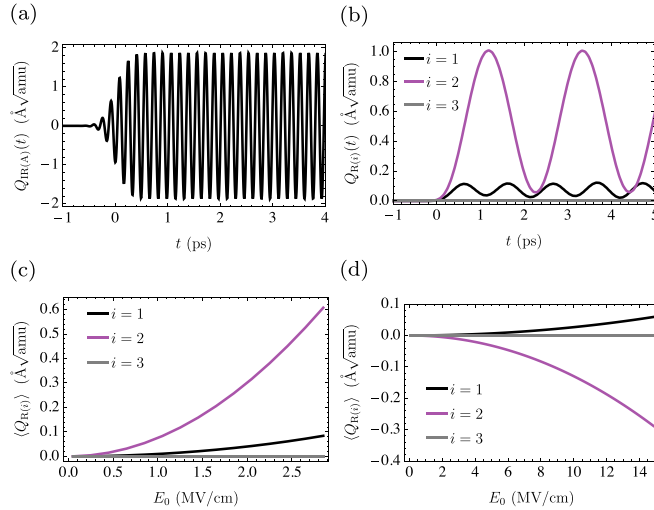 (a)
2
1
0
−1
−2
Q_IR(A)(t) (Å√amu)
−1 0 1 2 3 4
t (ps)
(b)
1.0
0.8
0.6
0.4
0.2
0.0
Q_R(i)(t) (Å√amu)
i = 1
i = 2
i = 3
−1 0 1 2 3 4 5
t (ps)
(c)
0.6
0.5
0.4
0.3
0.2
0.1
0.0
⟨Q_R(i)⟩ (Å√amu)
i = 1
i = 2
i = 3
0.0 0.5 1.0 1.5 2.0 2.5
E_0 (MV/cm)
(d)
0.1
0.0
−0.1
−0.2
−0.3
−0.4
⟨Q_R(i)⟩ (Å√amu)
i = 1
i = 2
i = 3
0 2 4 6 8 10 12 14
E_0 (MV/cm)